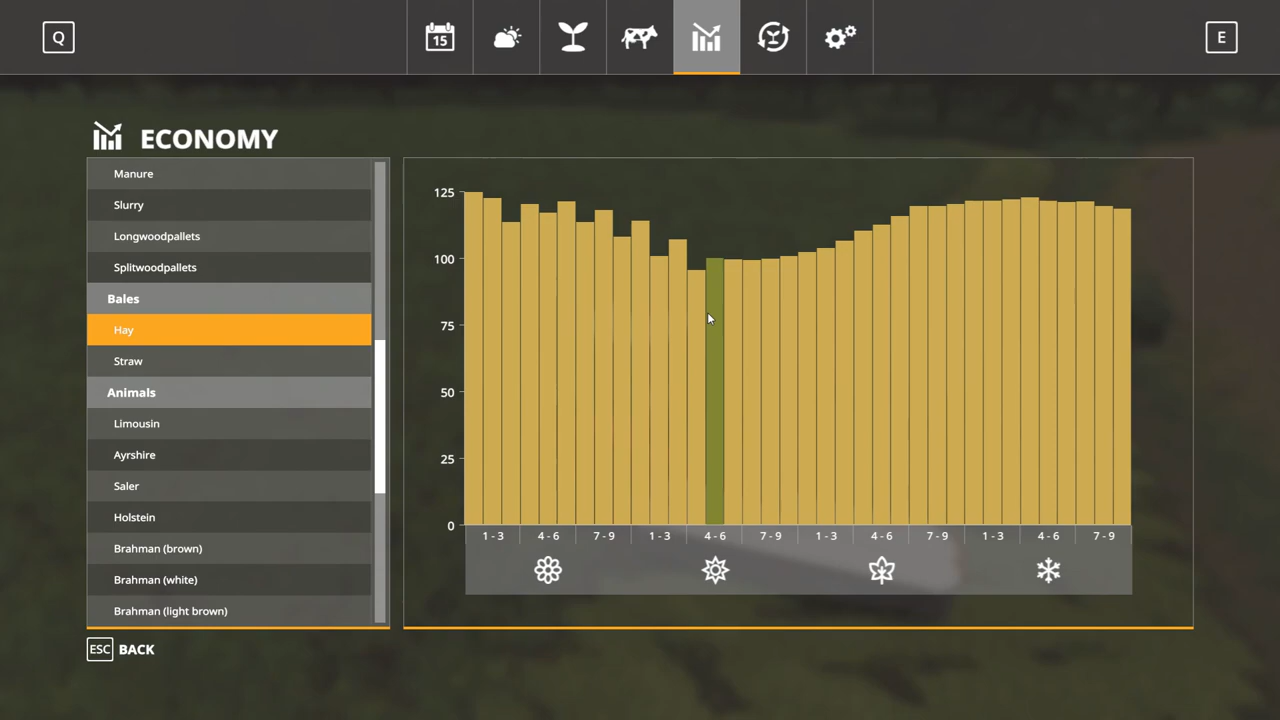 Q
15
E
ECONOMY
Manure
Slurry
Longwoodpallets
Splitwoodpallets
Bales
Hay
Straw
Animals
Limousin
Ayrshire
Saler
Holstein
Brahman (brown)
Brahman (white)
Brahman (light brown)
125
100
75
50
25
0
1 - 3 4 - 6 7 - 9 1 - 3 4 - 6 7 - 9 1 - 3 4 - 6 7 - 9 1 - 3 4 - 6 7 - 9
ESC BACK